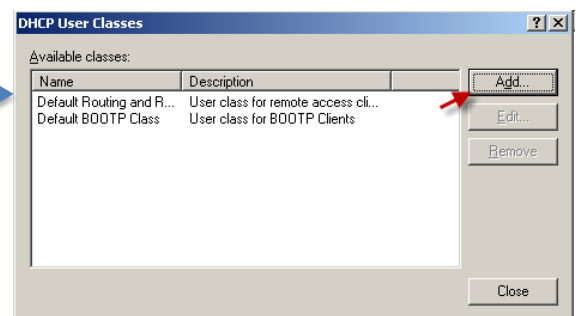 DHCP User Classes
Available classes:
Name Description
Default Routing and R... User class for remote access cli...
Default BOOTP Class User class for BOOTP Clients
Add...
Edit...
Remove
Close